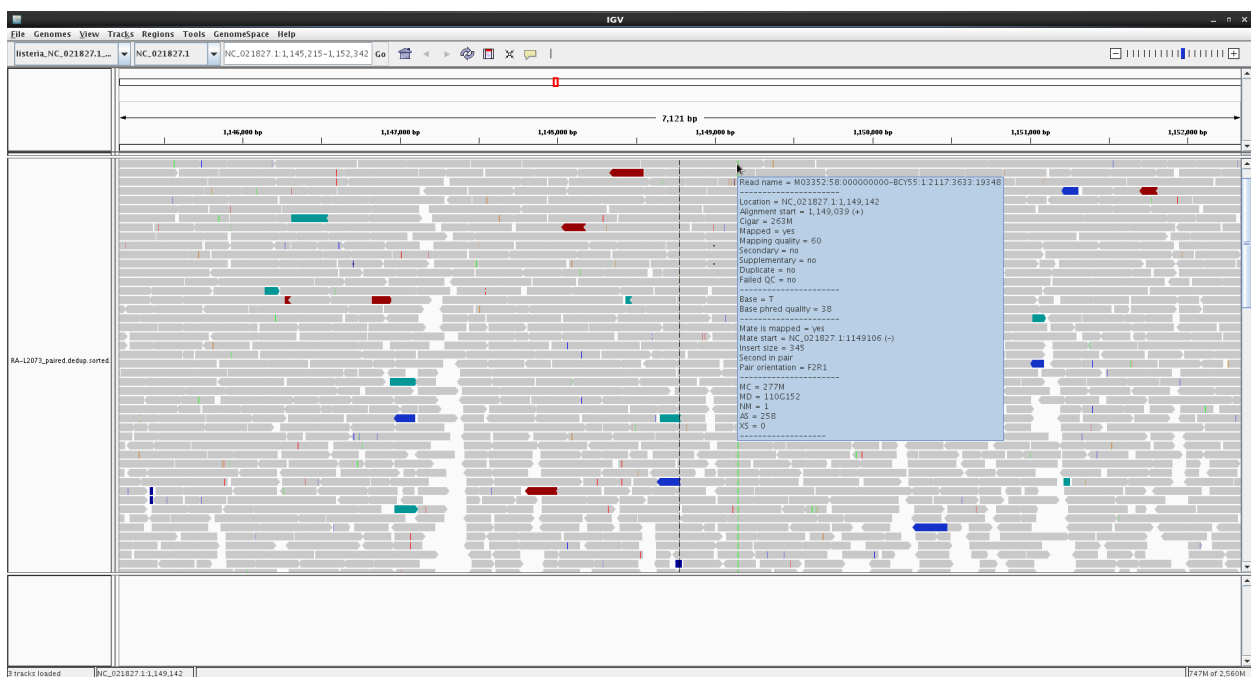 IGV
File Genomes View Tracks Regions Tools GenomeSpace Help
listeria_NC_021827.1_... NC_021827.1 NC_021827.1:1,145,215-1,152,342 Go
7,121 bp
1,146,000 bp 1,147,000 bp 1,148,000 bp 1,149,000 bp 1,150,000 bp 1,151,000 bp 1,152,000 bp
RA-L2073_paired.dedup.sorted.
Read name = M03352:58:000000000-BCYS5:1:2117:3633:19348
----------------------
Location = NC_021827.1:1,149,142
Alignment start = 1,149,039 (+)
Cigar = 263M
Mapped = yes
Mapping quality = 60
Secondary = no
Supplementary = no
Duplicate = no
Failed QC = no
----------------------
Base = T
Base phred quality = 38
----------------------
Mate is mapped = yes
Mate start = NC_021827.1:1149106 (-)
Insert size = 345
Second in pair
Pair orientation = F2R1
----------------------
MC = 277M
MD = 110G152
NM = 1
AS = 258
XS = 0
-------------------
3 tracks loaded NC_021827.1:1,149,142 747M of 2,560M